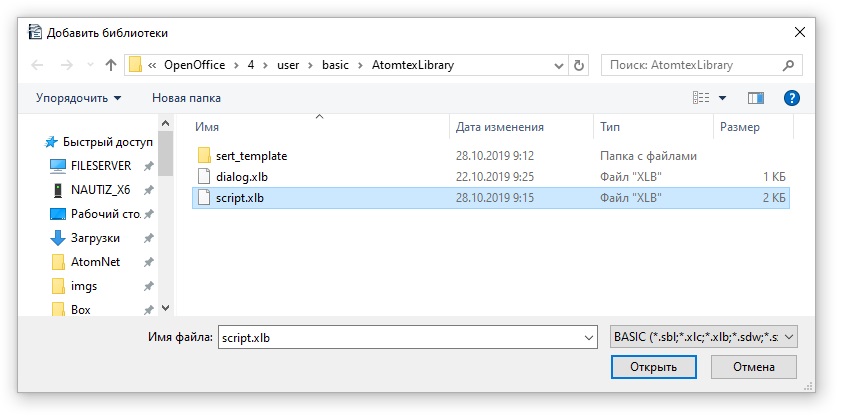 Добавить библиотеки
« OpenOffice › 4 › user › basic › AtomtexLibrary
Поиск: AtomtexLibrary
Упорядочить
Новая папка
Имя Дата изменения Тип Размер
sert_template 28.10.2019 9:12 Папка с файлами
dialog.xlb 22.10.2019 9:25 Файл "XLB" 1 КБ
script.xlb 28.10.2019 9:15 Файл "XLB" 2 КБ
Быстрый доступ
FILESERVER
NAUTIZ_X6
Рабочий сто.
Загрузки
AtomNet
imgs
Box
Имя файла: script.xlb
BASIC (*.sbl;*.xlc;*.xlb;*.sdw;*.s
Открыть
Отмена